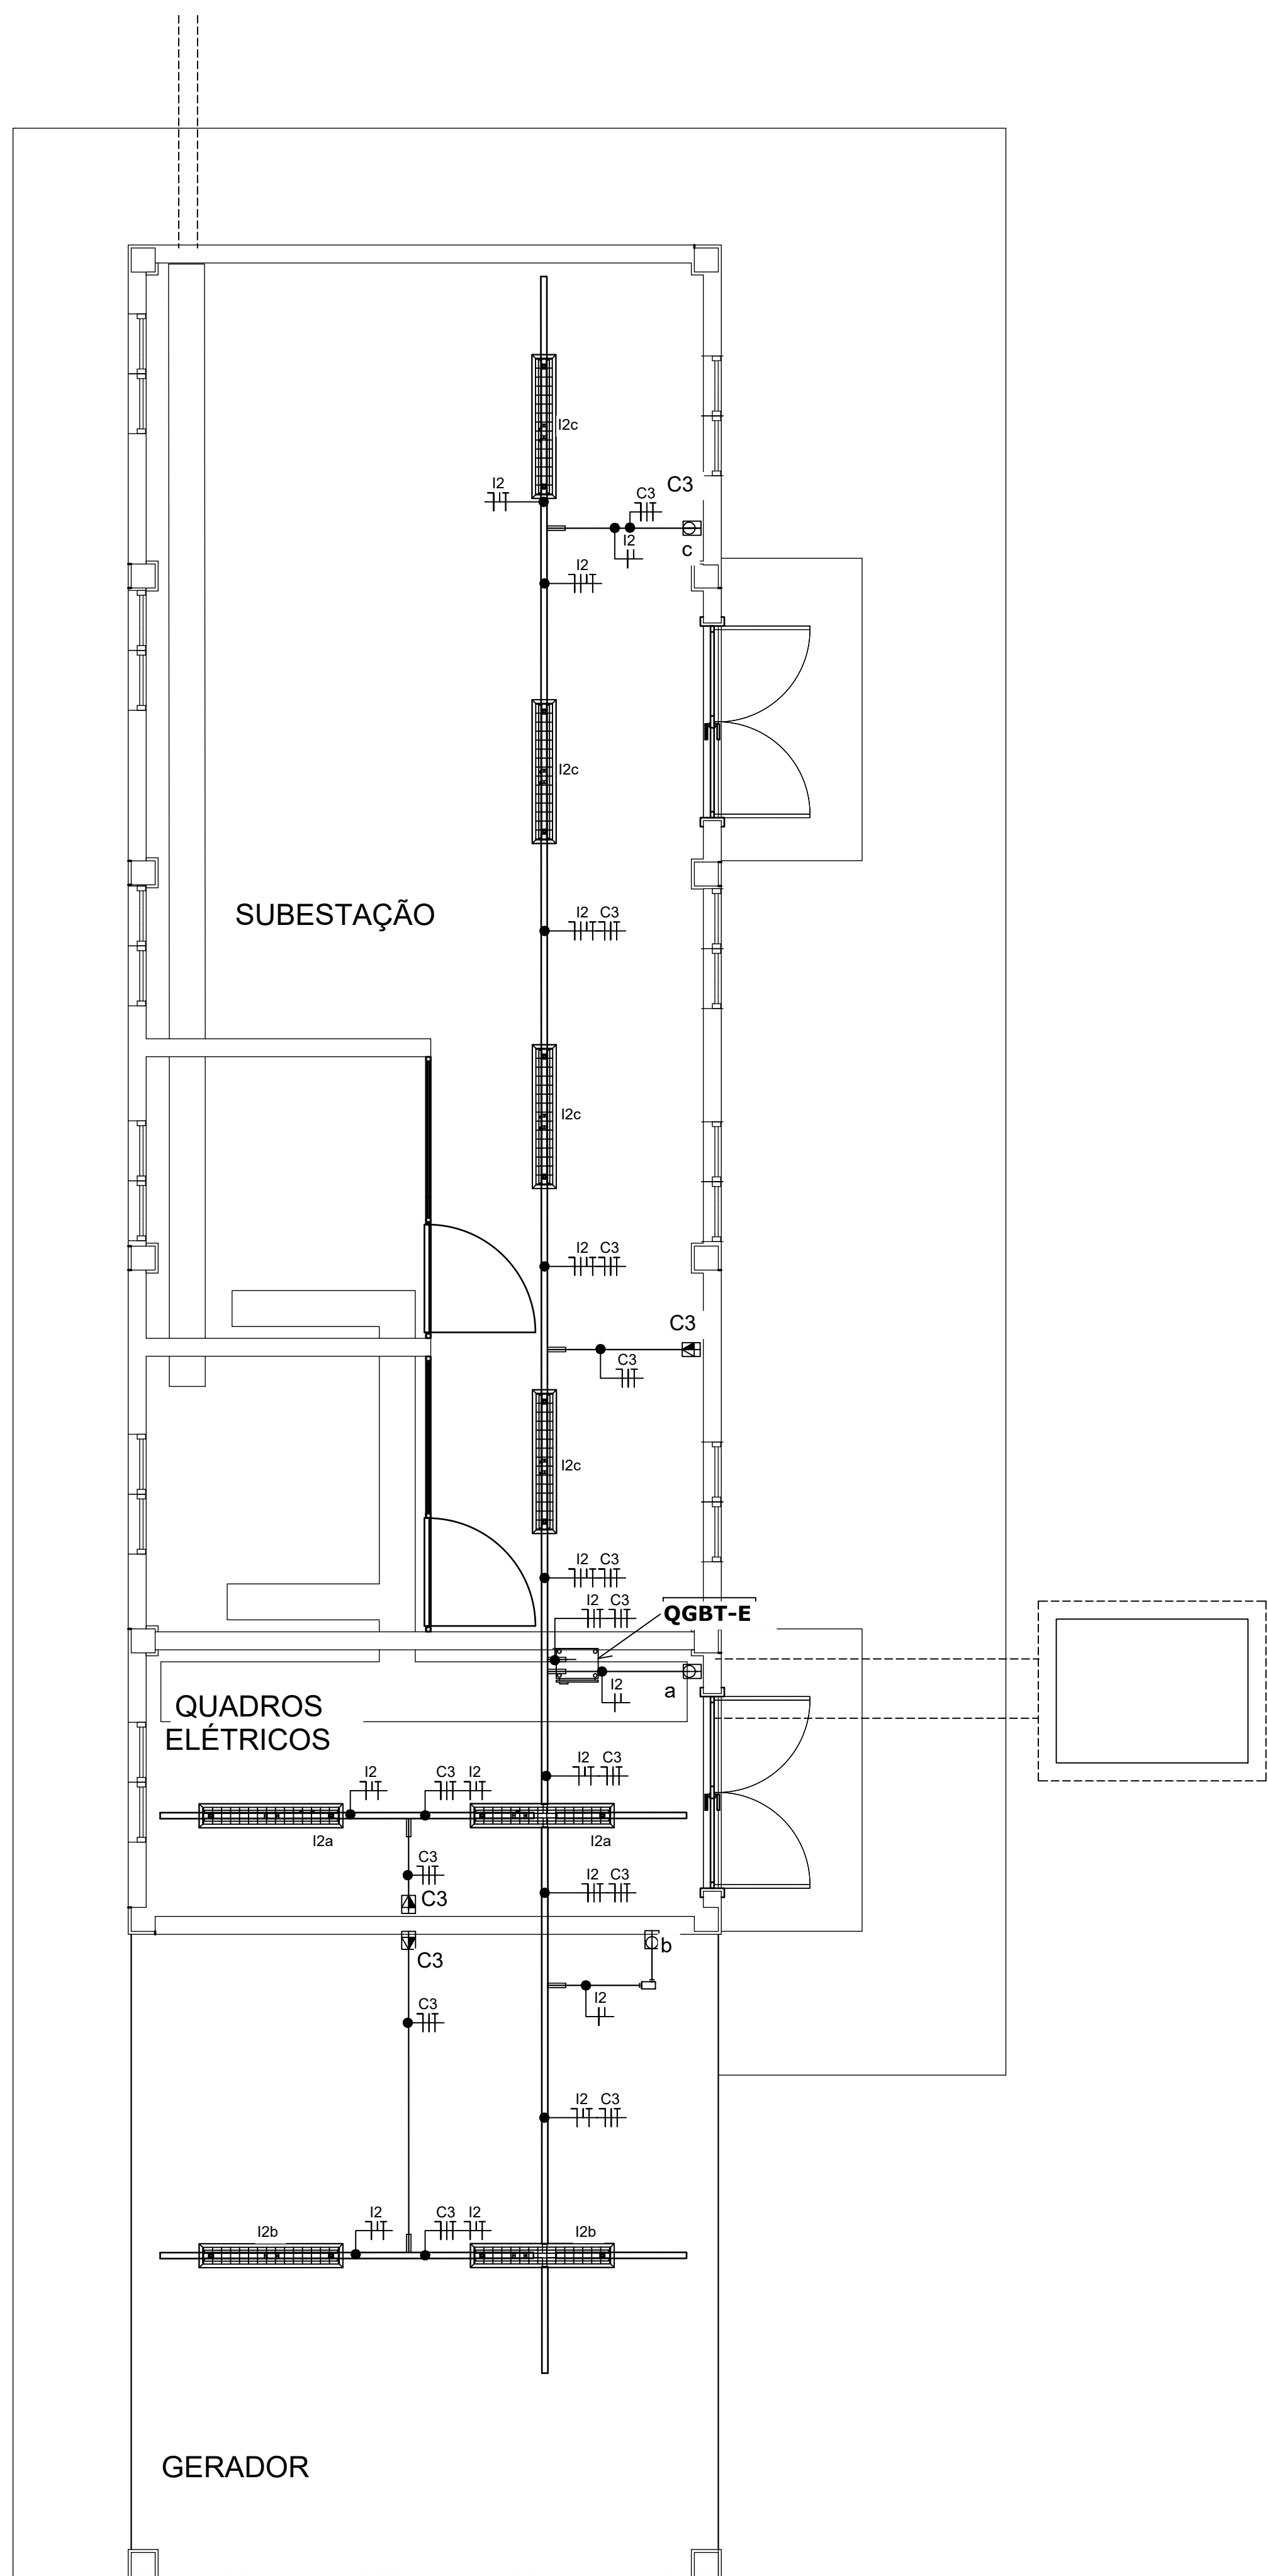 I2c
C3
I2
C3
I2
c
I2
I2c
SUBESTAÇÃO
I2 C3
I2c
I2 C3
C3
C3
I2c
I2 C3
I2 C3
QGBT-E
I2
a
QUADROS
ELÉTRICOS
I2 C3
I2
C3 I2
I2a
I2a
C3
C3
I2 C3
b
C3
I2
C3
I2 C3
I2
C3 I2
I2b
I2b
GERADOR